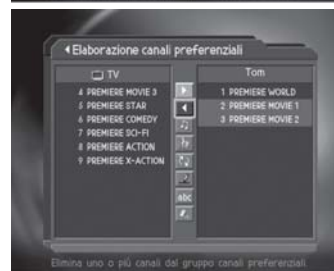 Elaborazione canali preferenziali
TV
4 PREMIERE MOVIE 3
5 PREMIERE STAR
6 PREMIERE COMEDY
7 PREMIERE SCI-FI
8 PREMIERE ACTION
9 PREMIERE X-ACTION
abc
Tom
1 PREMIERE WORLD
2 PREMIERE MOVIE 1
3 PREMIERE MOVIE 2
Elimina uno o più canali dal gruppo canali preferenziali